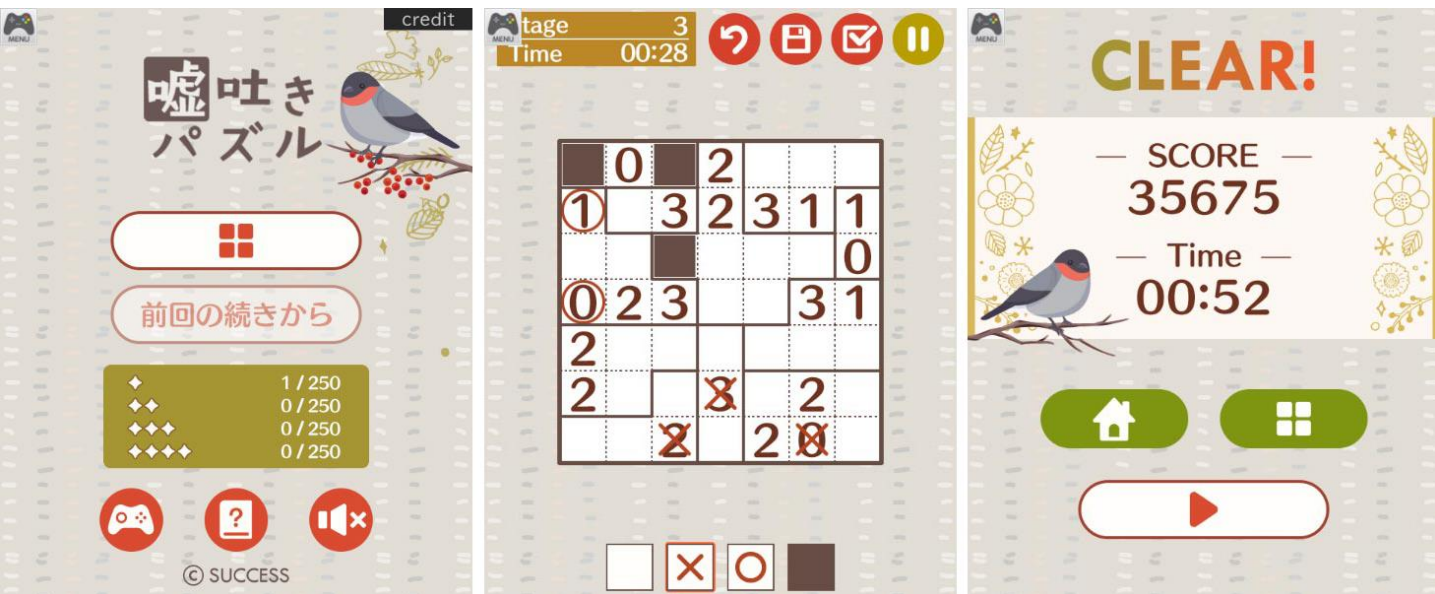 MENU
credit
嘘吐き
パズル
前回の続きから
1/250
0/250
0/250
0/250
?
© SUCCESS
MENU
tage 3
Time 00:28
0 2
1 3 2 3 1 1
0
0 2 3 3 1
2
2 3 2
2 2 0
MENU
CLEAR!
SCORE
35675
Time
00:52